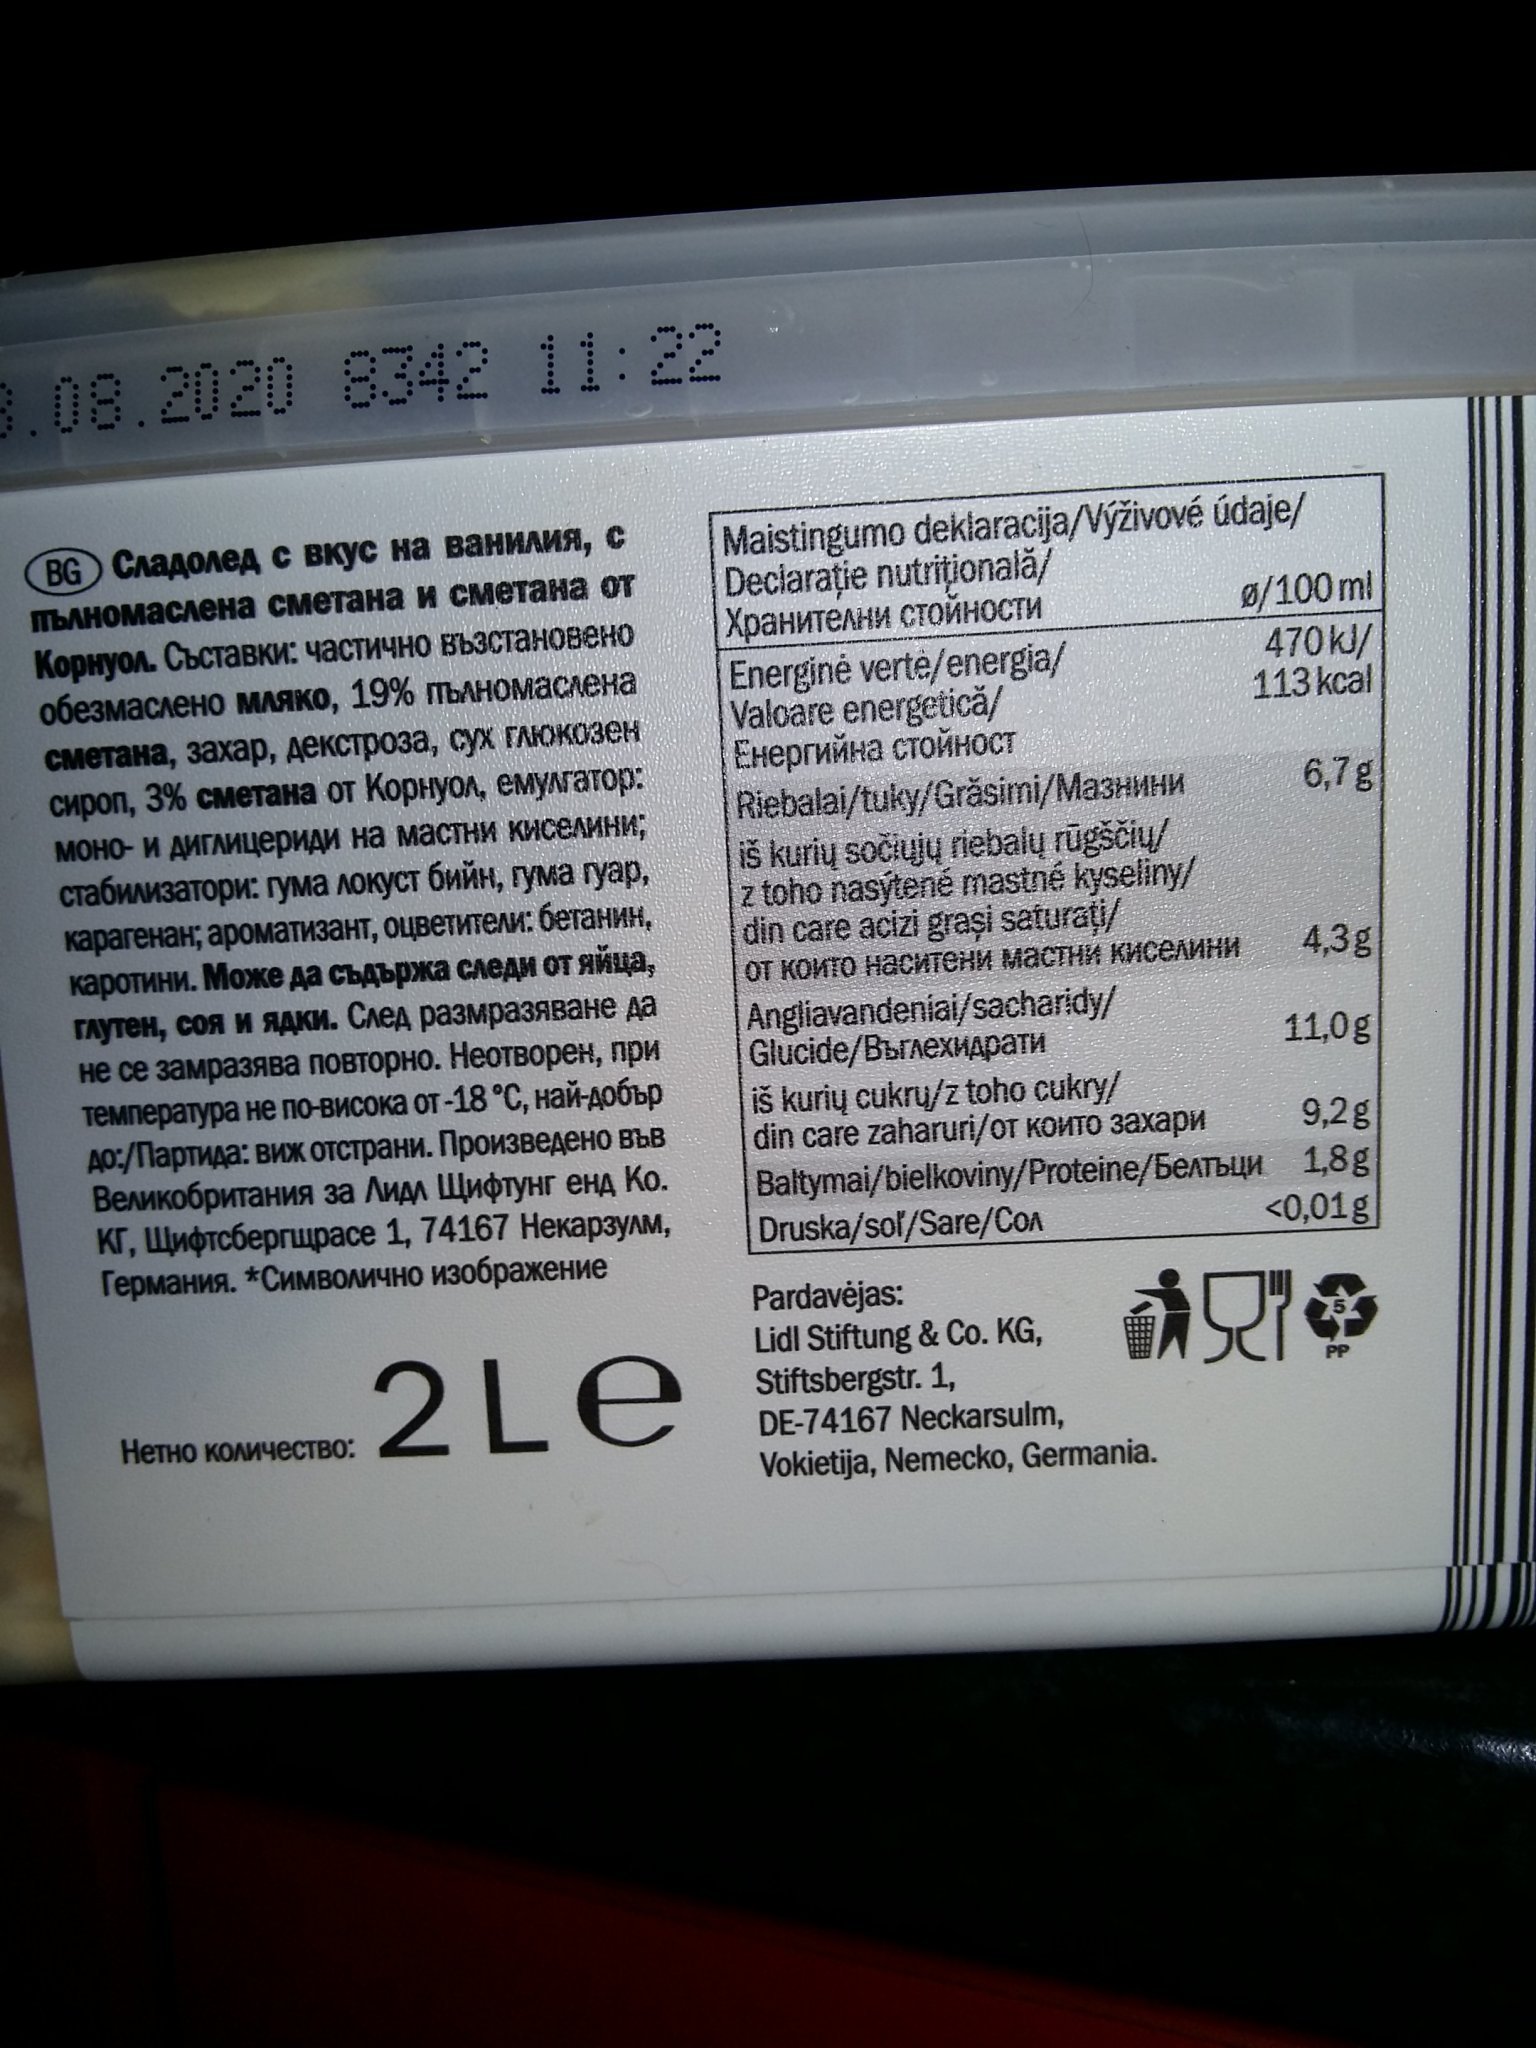 .08.2020 8342 11:22
BG Сладолед с вкус на ванилия, с
пълномаслена сметана и сметана от
Корнуол. Съставки: частично възстановено
обезмаслено мляко, 19% пълномаслена
сметана, захар, декстроза, сух глюкозен
сироп, 3% сметана от Корнуол, емулгатор:
моно- и диглицериди на мастни киселини;
стабилизатори: гума локуст бийн, гума гуар,
карагенан; ароматизант, оцветители: бетанин,
каротини. Може да съдържа следи от яйца,
глутен, соя и ядки. След размразяване да
не се замразява повторно. Неотворен, при
температура не по-висока от -18 °C, най-добър
до:/Партида: виж отстрани. Произведено във
Великобритания за Лидл Щифтунг енд Ко.
КГ, Щифтсбергщрасе 1, 74167 Некарзулм,
Германия. *Символично изображение
Нетно количество: 2 L e
Maistingumo deklaracija/Výživové údaje/
Declarație nutrițională/
Хранителни стойности ø/100 ml
Energinė vertė/energia/ 470 kJ/
Valoare energetică/ 113 kcal
Енергийна стойност
Riebalai/tuky/Grăsimi/Мазнини 6,7 g
iš kurių sočiųjų riebalų rūgščių/
z toho nasýtené mastné kyseliny/
din care acizi grași saturați/
от които наситени мастни киселини 4,3 g
Angliavandeniai/sacharidy/
Glucide/Въглехидрати 11,0 g
iš kurių cukrų/z toho cukry/
din care zaharuri/от които захари 9,2 g
Baltymai/bielkoviny/Proteine/Белтъци 1,8 g
Druska/soľ/Sare/Сол <0,01 g
Pardavėjas:
Lidl Stiftung & Co. KG,
Stiftsbergstr. 1,
DE-74167 Neckarsulm,
Vokietija, Nemecko, Germania.
5
PP